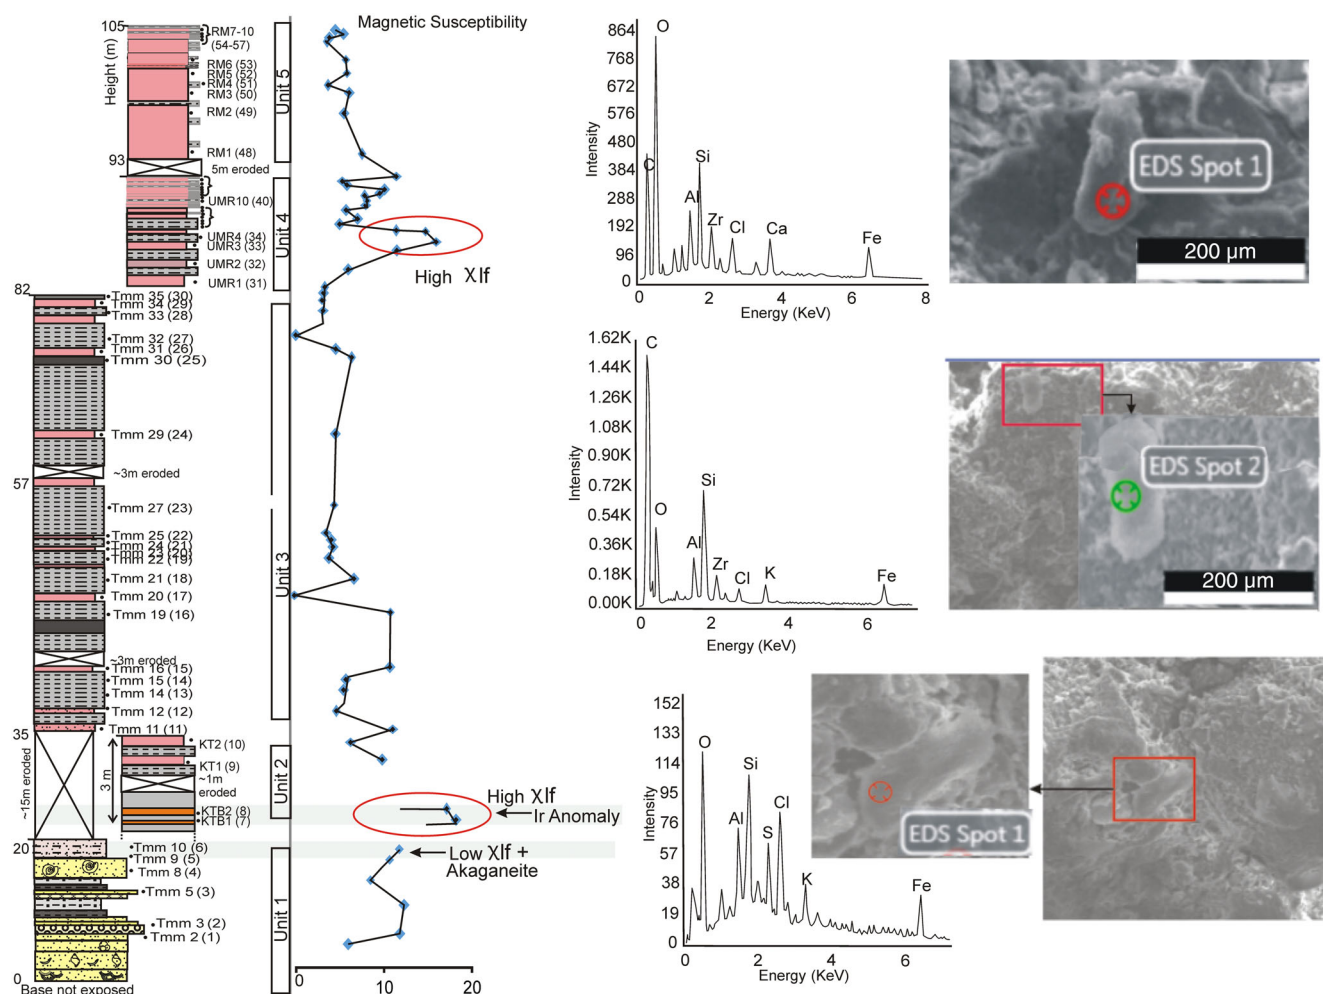 Magnetic Susceptibility
105
Height (m)
RM7-10
(54-57)
RM6 (53)
RM5 (52)
RM4 (51)
RM3 (50)
RM2 (49)
RM1 (48)
93
5m eroded
UMR10 (40)
UMR4 (34)
UMR3 (33)
UMR2 (32)
UMR1 (31)
82
Tmm 35 (30)
Tmm 34 (29)
Tmm 33 (28)
Tmm 32 (27)
Tmm 31 (26)
Tmm 30 (25)
Tmm 29 (24)
~3m eroded
57
Tmm 27 (23)
Tmm 25 (22)
Tmm 24 (21)
Tmm 23 (20)
Tmm 22 (19)
Tmm 21 (18)
Tmm 20 (17)
Tmm 19 (16)
~3m eroded
Tmm 16 (15)
Tmm 15 (14)
Tmm 14 (13)
Tmm 12 (12)
Tmm 11 (11)
35
~15m eroded
3 m
KT2 (10)
KT1 (9)
~1m
eroded
KTB2 (8)
KTB1 (7)
20
Tmm 10 (6)
Tmm 9 (5)
Tmm 8 (4)
Tmm 5 (3)
Tmm 3 (2)
Tmm 2 (1)
0
Base not exposed
Unit 5
Unit 4
Unit 3
Unit 2
Unit 1
High Χlf
High Χlf
Ir Anomaly
Low Χlf +
Akaganeite
0 10 20
864
768
672
576
480
384
288
192
96
0
Intensity
O
C
Si
Al
Zr
Cl
Ca
Fe
0 2 4 6 8
Energy (KeV)
EDS Spot 1
200 µm
1.62K
1.44K
1.26K
1.08K
0.90K
0.72K
0.54K
0.36K
0.18K
0.00K
Intensity
C
O
Si
Al
Zr
Cl
K
Fe
0 2 4 6
Energy (KeV)
EDS Spot 2
200 µm
152
133
114
95
76
57
38
19
0
Intensity
O
Si
Al
S
Cl
K
Fe
0 2 4 6
Energy (KeV)
EDS Spot 1